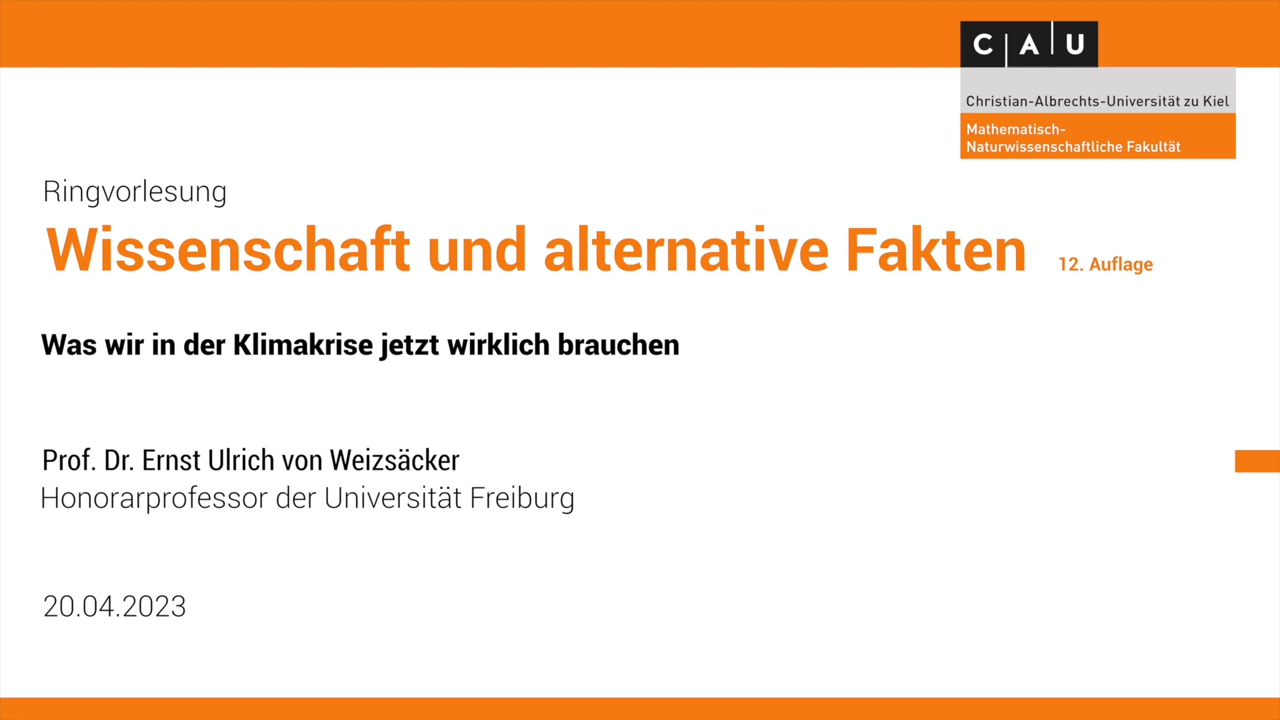 C A U
Christian-Albrechts-Universität zu Kiel
Mathematisch-
Naturwissenschaftliche Fakultät
Ringvorlesung
Wissenschaft und alternative Fakten 12. Auflage
Was wir in der Klimakrise jetzt wirklich brauchen
Prof. Dr. Ernst Ulrich von Weizsäcker
Honorarprofessor der Universität Freiburg
20.04.2023